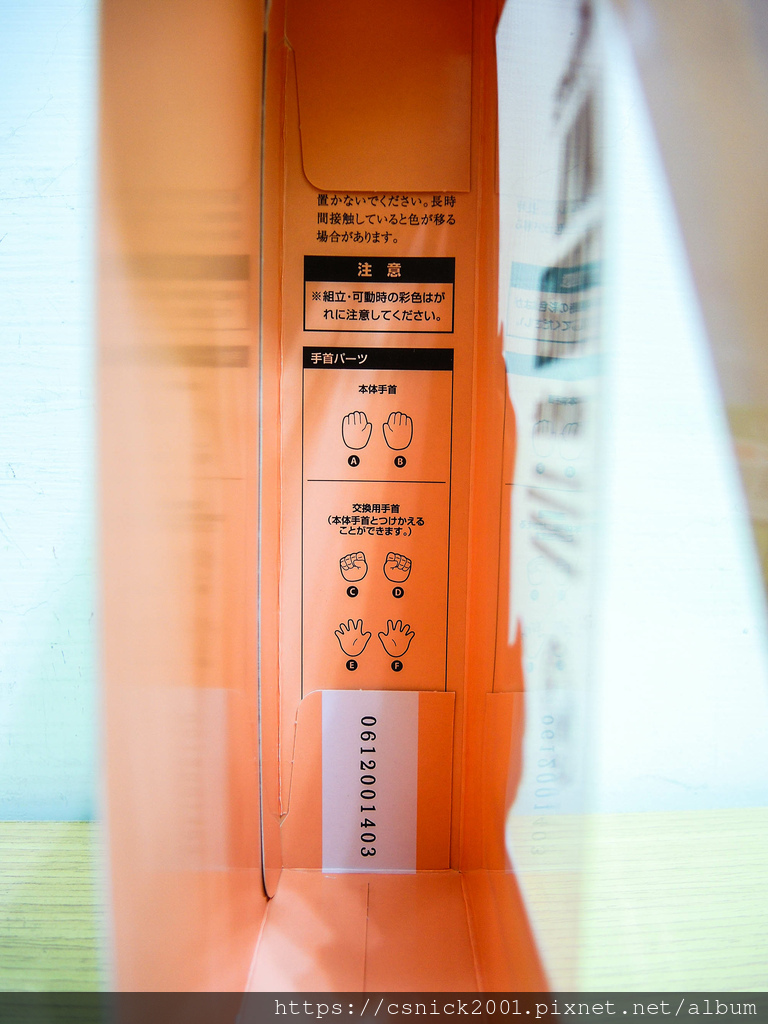 置かないでください。長時
間接触していると色が移る
場合があります。
注 意
※組立・可動時の彩色はが
れに注意してください。
手首パーツ
本体手首
A B
交換用手首
(本体手首とつけかえる
ことができます。)
C D
E F
06120001403
https://csnick2001.pixnet.net/album